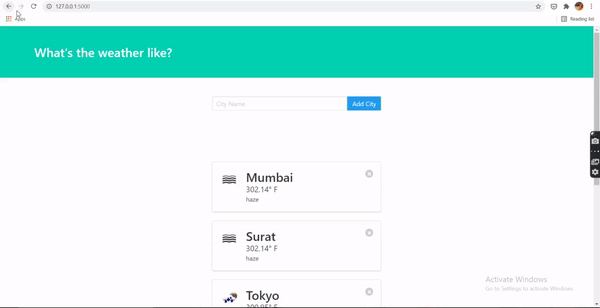 127.0.0.1:5000
Apps
Reading list
What's the weather like?
City Name
Add City
Mumbai
302.14° F
haze
Surat
302.14° F
haze
Tokyo
Activate Windows
Go to Settings to activate Windows.